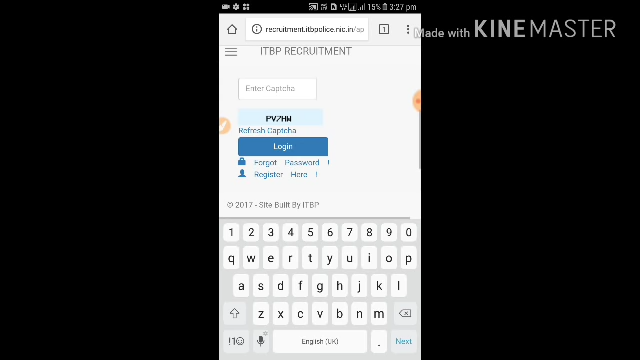 15% 3:27 pm
recruitment.itbpolice.nic.in/ap
1
Made with KINEMASTER
ITBP RECRUITMENT
Enter Captcha
Refresh Captcha
Login
Forgot Password !
Register Here !
© 2017 - Site Built By ITBP
1 2 3 4 5 6 7 8 9 0
q w e r t y u i o p
a s d f g h j k l
z x c v b n m
!1☺ English (UK) . Next